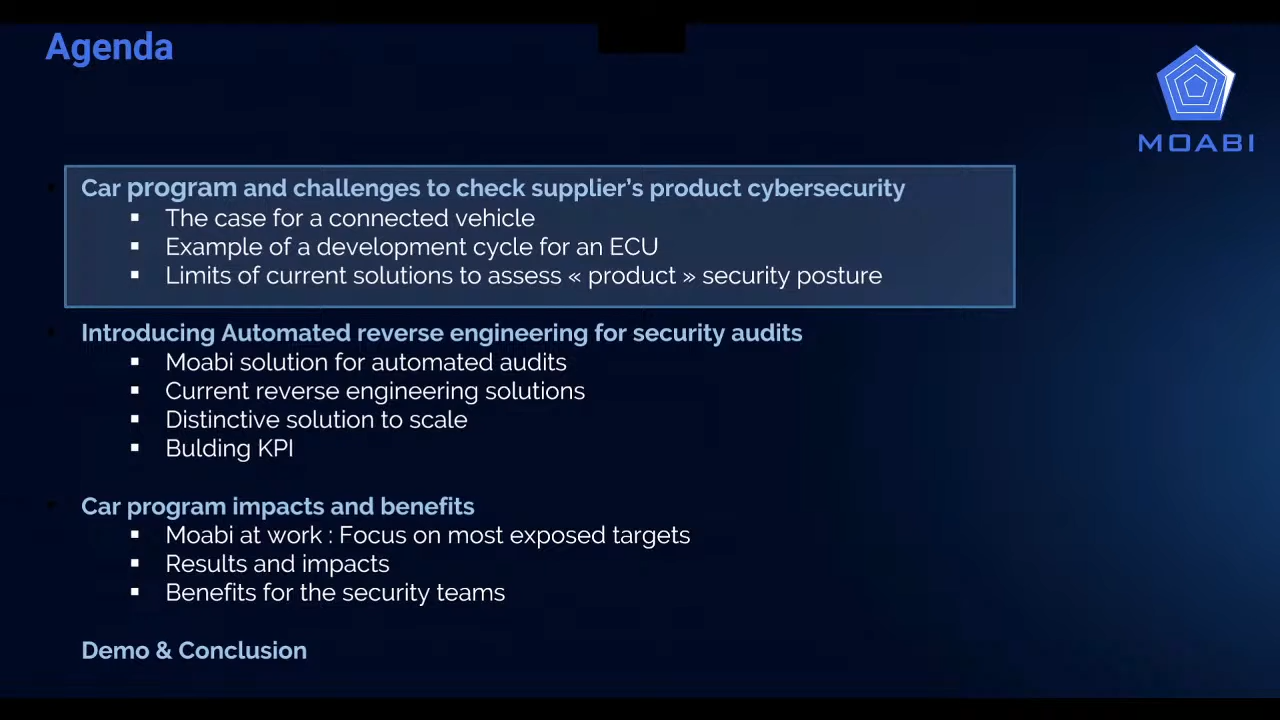 Agenda
MOABI
Car program and challenges to check supplier’s product cybersecurity
The case for a connected vehicle
Example of a development cycle for an ECU
Limits of current solutions to assess « product » security posture
Introducing Automated reverse engineering for security audits
Moabi solution for automated audits
Current reverse engineering solutions
Distinctive solution to scale
Bulding KPI
Car program impacts and benefits
Moabi at work : Focus on most exposed targets
Results and impacts
Benefits for the security teams
Demo & Conclusion